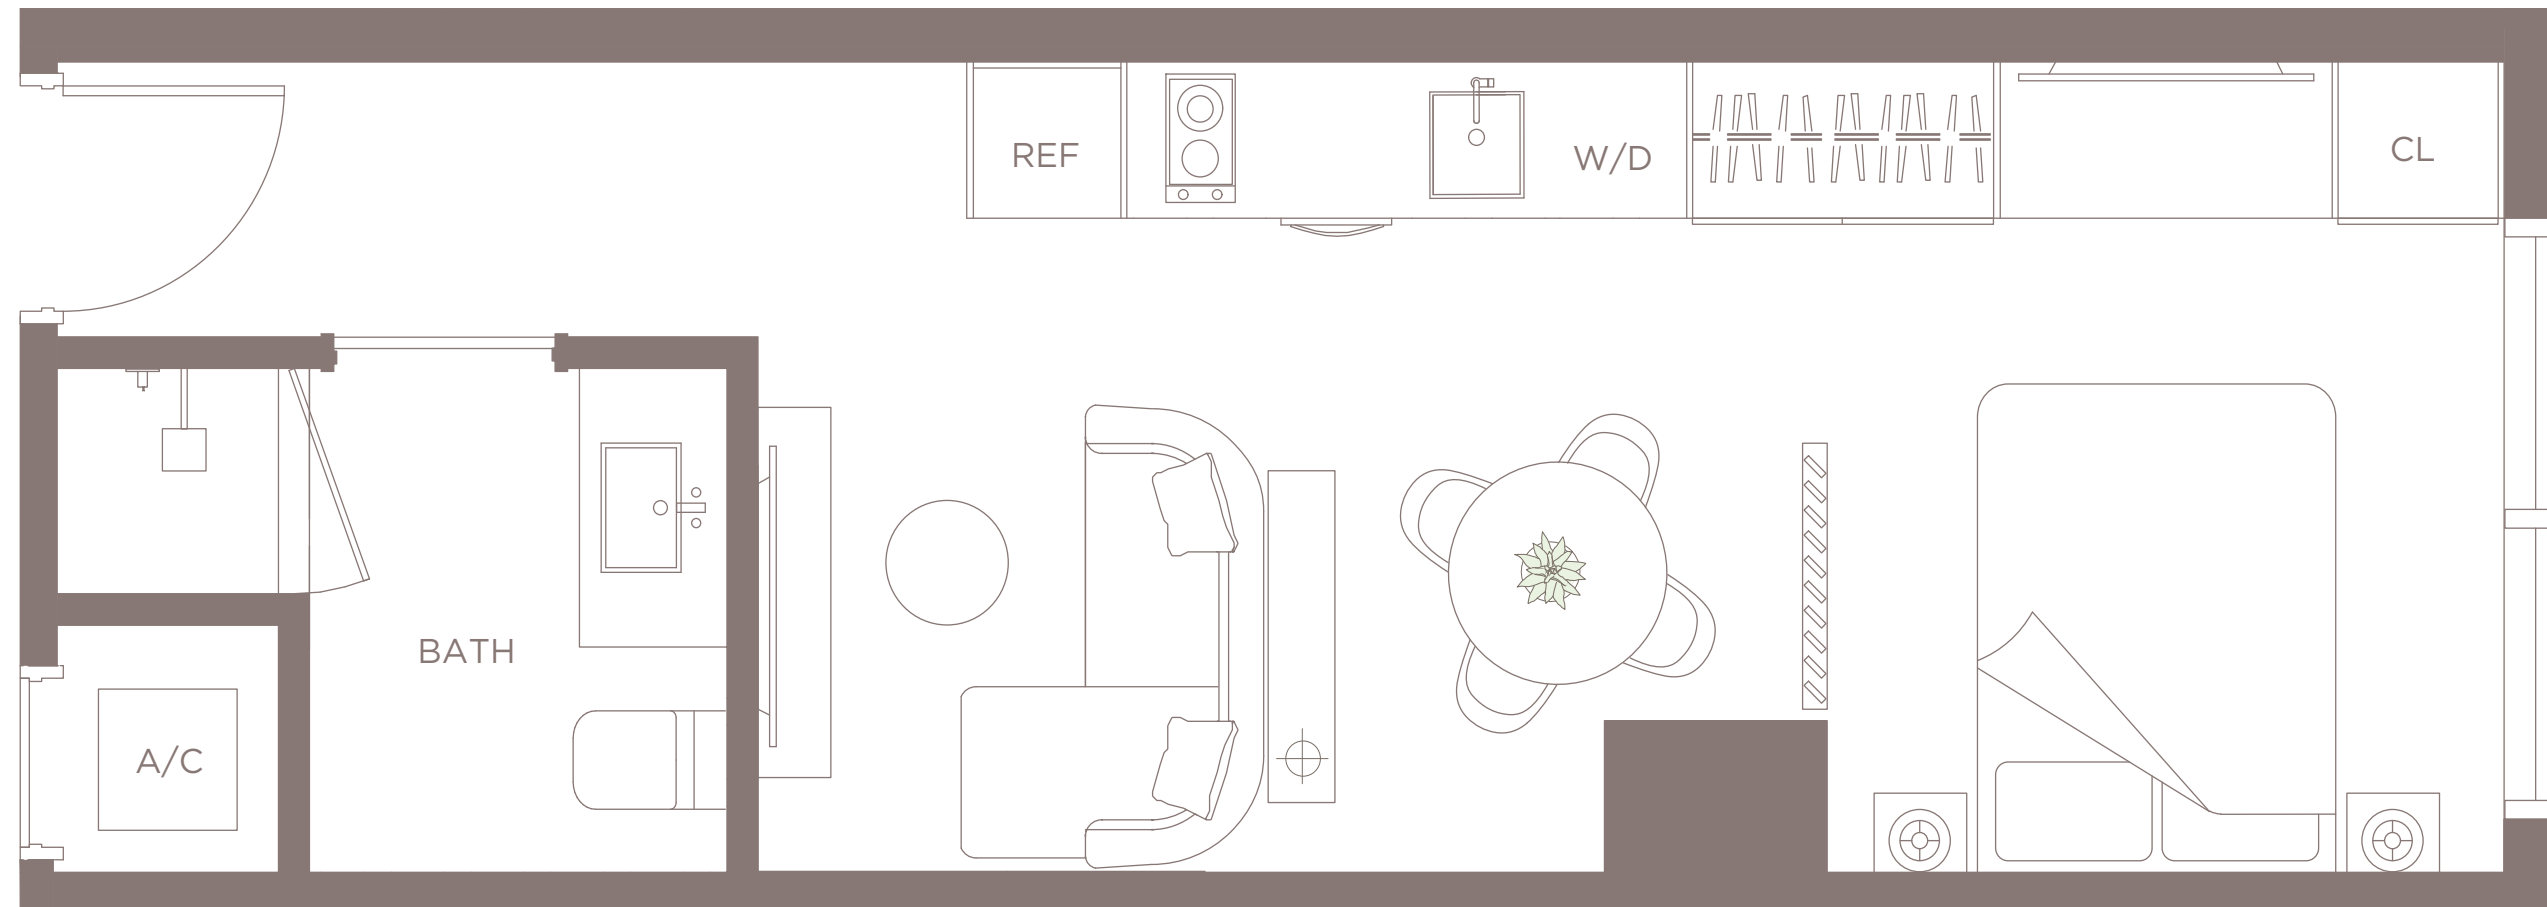 REF
W/D
CL
BATH
A/C